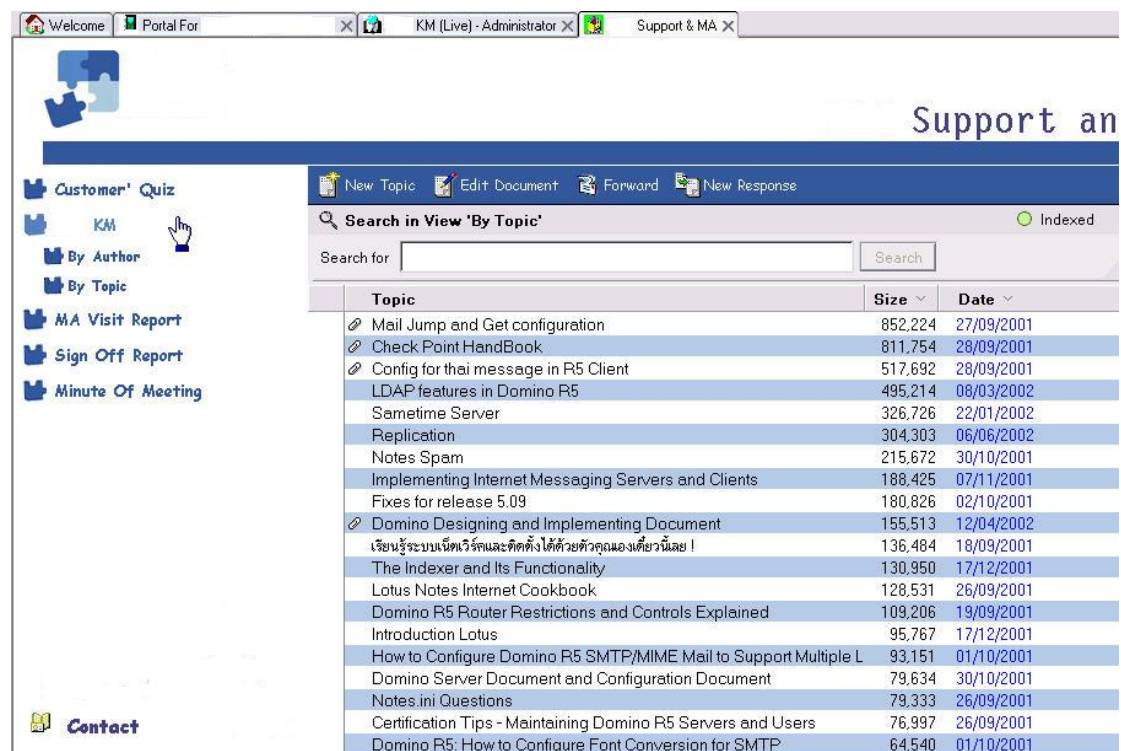 Welcome
Portal For
KM (Live) - Administrator
Support & MA
Support an
Customer' Quiz
KM
By Author
By Topic
MA Visit Report
Sign Off Report
Minute Of Meeting
Contact
New Topic Edit Document Forward New Response
Search in View 'By Topic' Indexed
Search for Search
Topic Size Date
Mail Jump and Get configuration 852,224 27/09/2001
Check Point HandBook 811,754 28/09/2001
Config for thai message in R5 Client 517,692 28/09/2001
LDAP features in Domino R5 495,214 08/03/2002
Sametime Server 326,726 22/01/2002
Replication 304,303 06/06/2002
Notes Spam 215,672 30/10/2001
Implementing Internet Messaging Servers and Clients 188,425 07/11/2001
Fixes for release 5.09 180,826 02/10/2001
Domino Designing and Implementing Document 155,513 12/04/2002
เรียนรู้ระบบเน็ตเวิร์คและติดตั้งได้ด้วยตัวคุณเองเดี๋ยวนี้เลย ! 136,484 18/09/2001
The Indexer and Its Functionality 130,950 17/12/2001
Lotus Notes Internet Cookbook 128,531 26/09/2001
Domino R5 Router Restrictions and Controls Explained 109,206 19/09/2001
Introduction Lotus 95,767 17/12/2001
How to Configure Domino R5 SMTP/MIME Mail to Support Multiple L 93,151 01/10/2001
Domino Server Document and Configuration Document 79,634 30/10/2001
Notes.ini Questions 79,333 26/09/2001
Certification Tips - Maintaining Domino R5 Servers and Users 76,997 26/09/2001
Domino R5: How to Configure Font Conversion for SMTP 64,540 01/10/2001